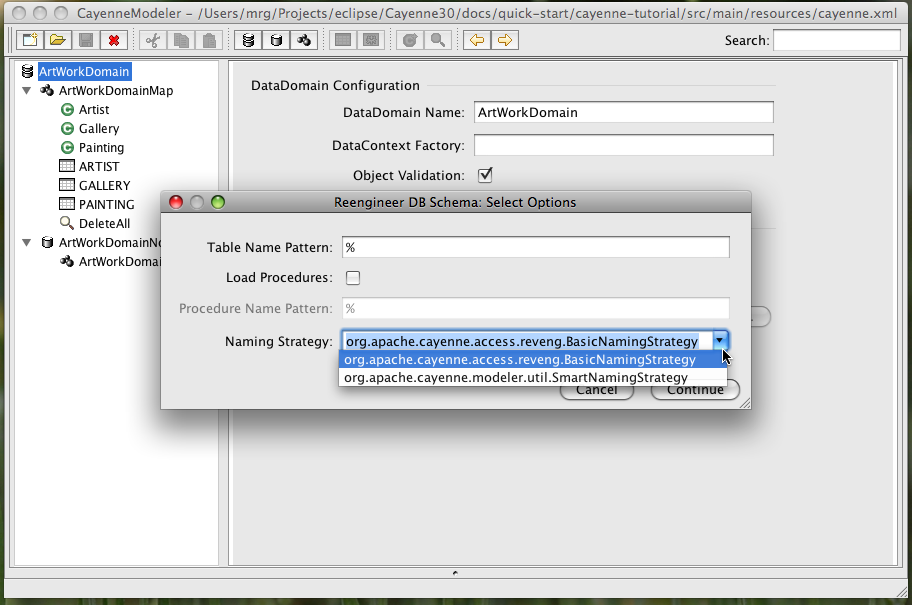 CayenneModeler - /Users/mrg/Projects/eclipse/Cayenne30/docs/quick-start/cayenne-tutorial/src/main/resources/cayenne.xml
Search:
ArtWorkDomain
ArtWorkDomainMap
Artist
Gallery
Painting
ARTIST
GALLERY
PAINTING
DeleteAll
ArtWorkDomainNo
ArtWorkDomai
DataDomain Configuration
DataDomain Name: ArtWorkDomain
DataContext Factory:
Object Validation:
Reengineer DB Schema: Select Options
Table Name Pattern: %
Load Procedures:
Procedure Name Pattern: %
Naming Strategy: org.apache.cayenne.access.reveng.BasicNamingStrategy
org.apache.cayenne.access.reveng.BasicNamingStrategy
org.apache.cayenne.modeler.util.SmartNamingStrategy
Cancel Continue